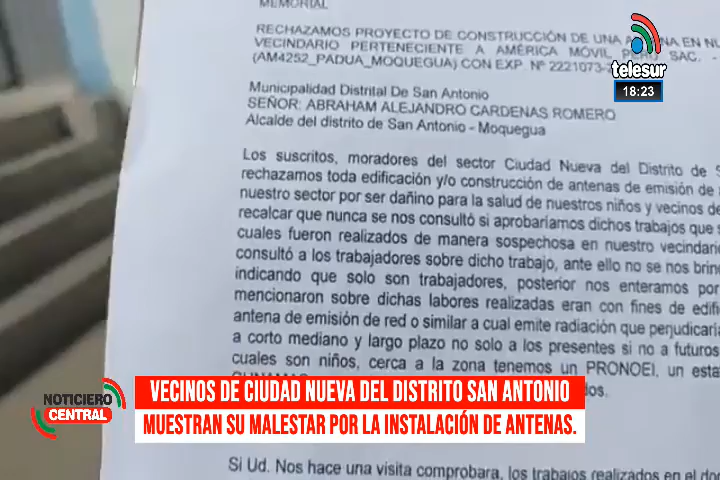 MEMORIAL
RECHAZAMOS PROYECTO DE CONSTRUCCIÓN DE UNA EN
VECINDARIO PERTENECIENTE A AMÉRICA MÓVIL PERÚ SAC. -
(AM4252_PADUA_MOQUEGUA) CON EXP. Nº 2221073-
telesur
18:23
Municipalidad Distrital De San Antonio
SEÑOR: ABRAHAM ALEJANDRO CARDENAS ROMERO
Alcalde del distrito de San Antonio - Moquegua
Los suscritos, moradores del sector Ciudad Nueva del Distrito de
rechazamos toda edificación y/o construcción de antenas de emisión de
nuestro sector por ser dañino para la salud de nuestros niños y vecinos
recalcar que nunca se nos consultó si aprobaríamos dichos trabajos que
cuales fueron realizados de manera sospechosa en nuestro
consultó a los trabajadores sobre dicho trabajo, ante ello no se nos
indicando que solo son trabajadores, posterior nos enteramos por
mencionaron sobre dichas labores realizadas eran con fines de
antena de emisión de red o similar a cual emite radiación que
a corto mediano y largo plazo no solo a los presentes si no a futuros
cuales son niños, cerca a la zona tenemos un PRONOEI, un
NOTICIERO
CENTRAL
VECINOS DE CIUDAD NUEVA DEL DISTRITO SAN ANTONIO
MUESTRAN SU MALESTAR POR LA INSTALACIÓN DE ANTENAS.
Si Ud. Nos hace una visita comprobara, los trabajos realizados en el